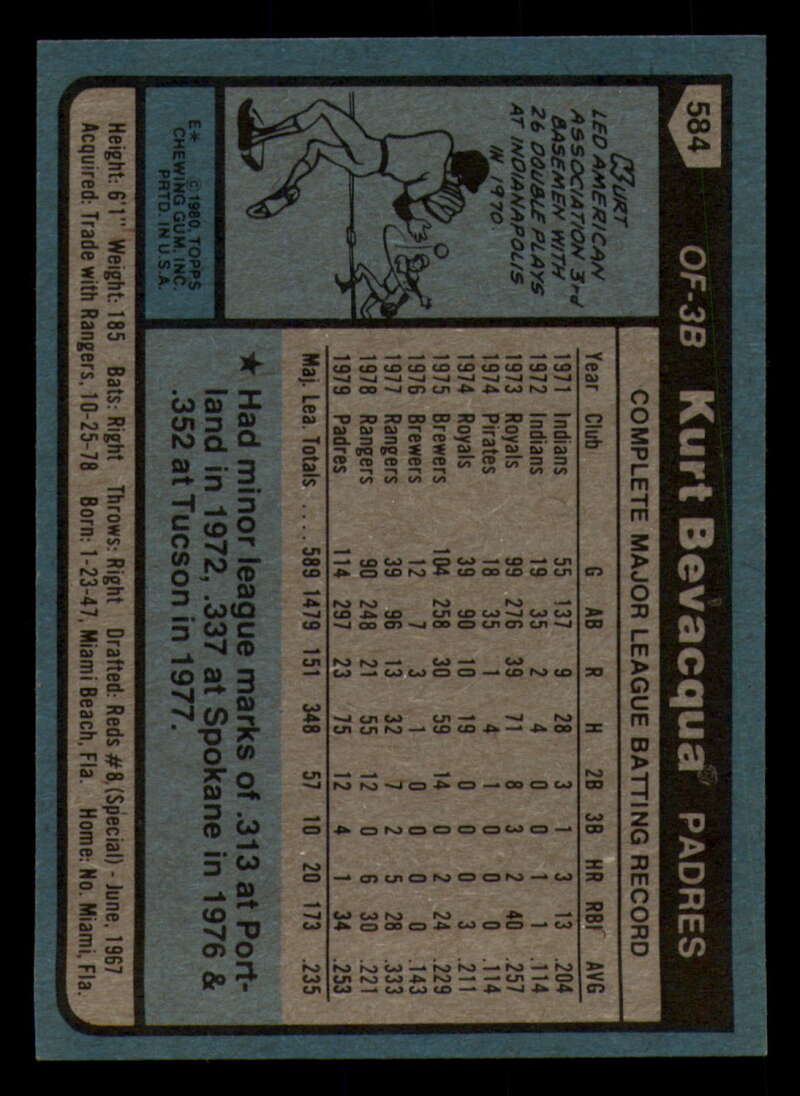 584
OF-3B Kurt Bevacqua PADRES
KURT
LED AMERICAN
ASSOCIATION 3rd
BASEMEN WITH
26 DOUBLE PLAYS
AT INDIANAPOLIS
IN 1970
E* © 1980, TOPPS
CHEWING GUM, INC.
PRTD. IN U.S.A.
COMPLETE MAJOR LEAGUE BATTING RECORD
Year Club G AB R H 2B 3B HR RBI AVG
1971 Indians 55 137 9 28 3 1 3 13 .204
1972 Indians 19 35 2 4 0 0 1 1 .114
1973 Royals 99 276 39 71 8 3 2 40 .257
1974 Pirates 18 35 1 4 1 0 0 0 .114
1974 Royals 39 90 10 19 0 0 0 3 .211
1975 Brewers 104 258 30 59 14 0 2 24 .229
1976 Brewers 12 7 3 1 0 0 0 0 .143
1977 Rangers 39 96 13 32 7 2 5 28 .333
1978 Rangers 90 248 21 55 12 0 6 30 .221
1979 Padres 114 297 23 75 12 4 1 34 .253
Maj. Lea. Totals .... 589 1479 151 348 57 10 20 173 .235
★ Had minor league marks of .313 at Port-
land in 1972, .337 at Spokane in 1976 &
.352 at Tucson in 1977.
Height: 6'1" Weight: 185 Bats: Right Throws: Right Drafted: Reds #8 (Special) - June, 1967
Acquired: Trade with Rangers, 10-25-78 Born: 1-23-47, Miami Beach, Fla. Home: No. Miami, Fla.